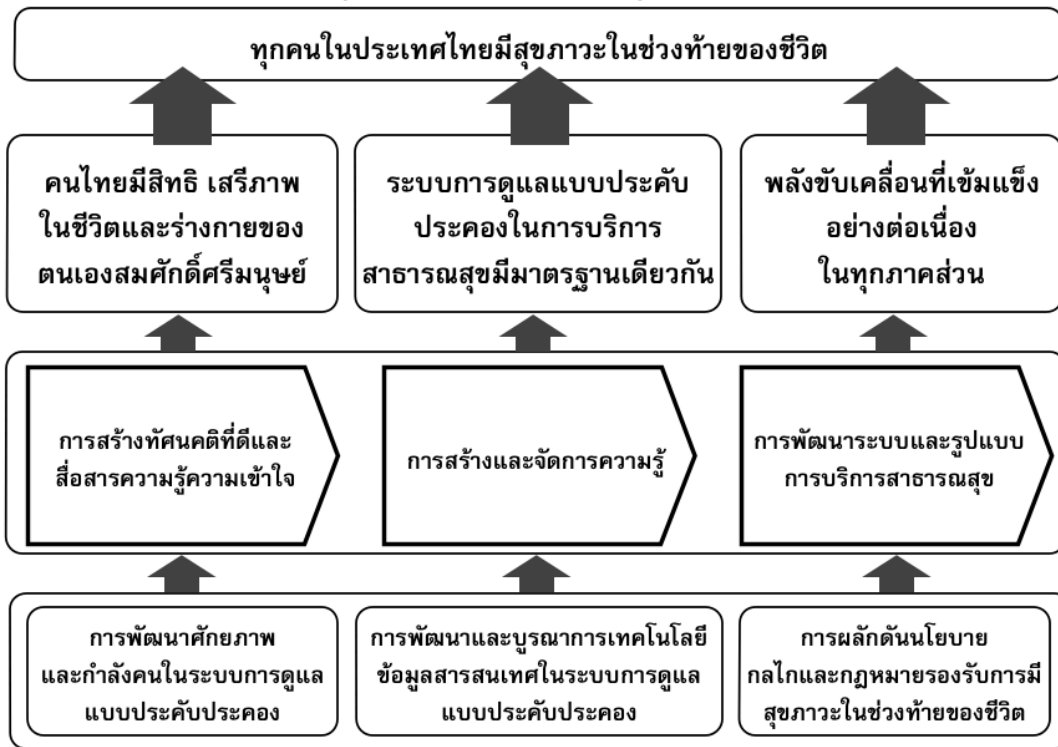 ทุกคนในประเทศไทยมีสุขภาวะในช่วงท้ายของชีวิต
คนไทยมีสิทธิ เสรีภาพ
ในชีวิตและร่างกายของ
ตนเองสมศักดิ์ศรีมนุษย์
ระบบการดูแลแบบประคับ
ประคองในการบริการ
สาธารณสุขมีมาตรฐานเดียวกัน
พลังขับเคลื่อนที่เข้มแข็ง
อย่างต่อเนื่อง
ในทุกภาคส่วน
การสร้างทัศนคติที่ดีและ
สื่อสารความรู้ความเข้าใจ
การสร้างและจัดการความรู้
การพัฒนาระบบและรูปแบบ
การบริการสาธารณสุข
การพัฒนาศักยภาพ
และกำลังคนในระบบการดูแล
แบบประคับประคอง
การพัฒนาและบูรณาการเทคโนโลยี
ข้อมูลสารสนเทศในระบบการดูแล
แบบประคับประคอง
การผลักดันนโยบาย
กลไกและกฎหมายรองรับการมี
สุขภาวะในช่วงท้ายของชีวิต